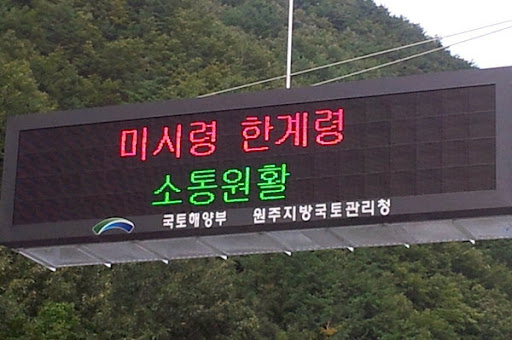 미시령 한계령
소통원활
국토해양부 원주지방국토관리청